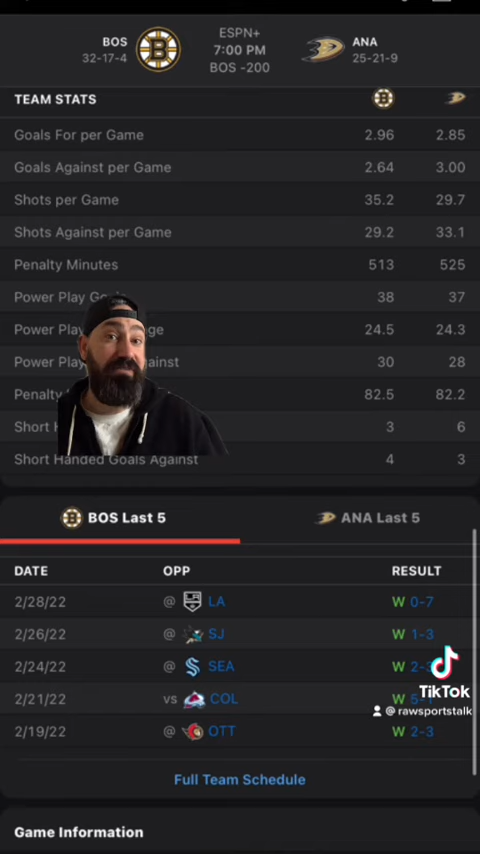 ESPN+
BOS
7:00 PM
ANA
32-17-4
BOS -200
25-21-9
TEAM STATS
Goals For per Game 2.96 2.85
Goals Against per Game 2.64 3.00
Shots per Game 35.2 29.7
Shots Against per Game 29.2 33.1
Penalty Minutes 513 525
Power Play 38 37
Power Play 24.5 24.3
Power Play 30 28
Penalty 82.5 82.2
Short 3 6
Short Handed Goals Against 4 3
BOS Last 5 ANA Last 5
DATE OPP RESULT
2/28/22 @ LA W 0-7
2/26/22 @ SJ W 1-3
2/24/22 @ SEA W 2-
2/21/22 vs COL W 5-1
2/19/22 @ OTT W 2-3
TikTok
@ rawsportstalk
Full Team Schedule
Game Information